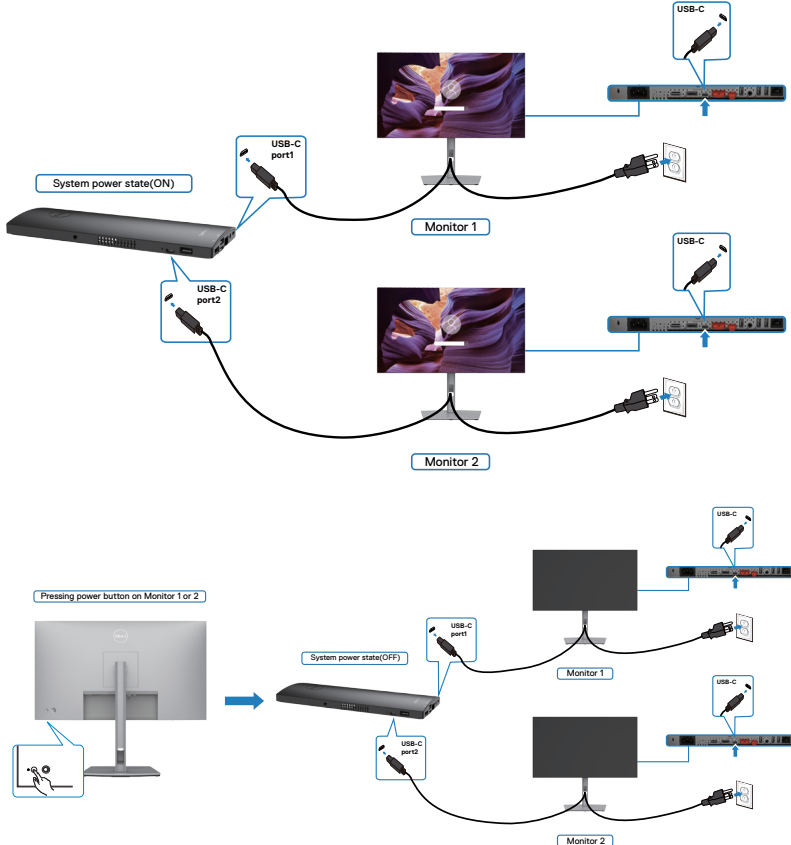 USB-C
USB-C
port1
System power state(ON)
Monitor 1
USB-C
USB-C
port2
Monitor 2
USB-C
Pressing power button on Monitor 1 or 2
USB-C
port1
System power state(OFF)
Monitor 1
USB-C
USB-C
port2
Monitor 2
DELL